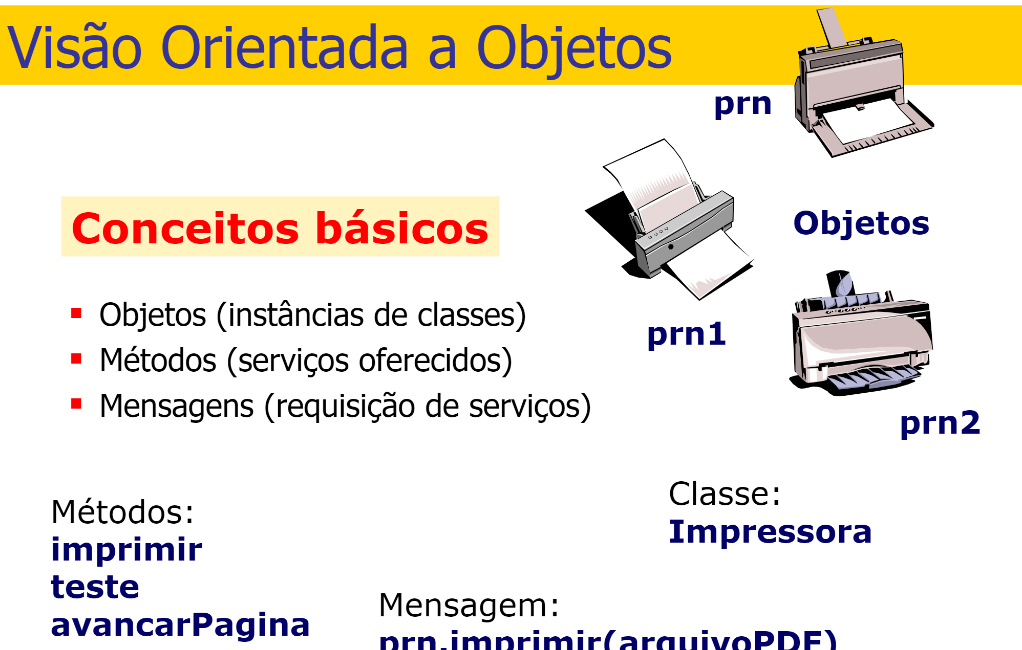 Visão Orientada a Objetos
prn
Conceitos básicos
Objetos
▪ Objetos (instâncias de classes)
▪ Métodos (serviços oferecidos)
▪ Mensagens (requisição de serviços)
prn1
prn2
Métodos:
imprimir
teste
avancarPagina
Classe:
Impressora
Mensagem:
prn.imprimir(arquivoPDF)